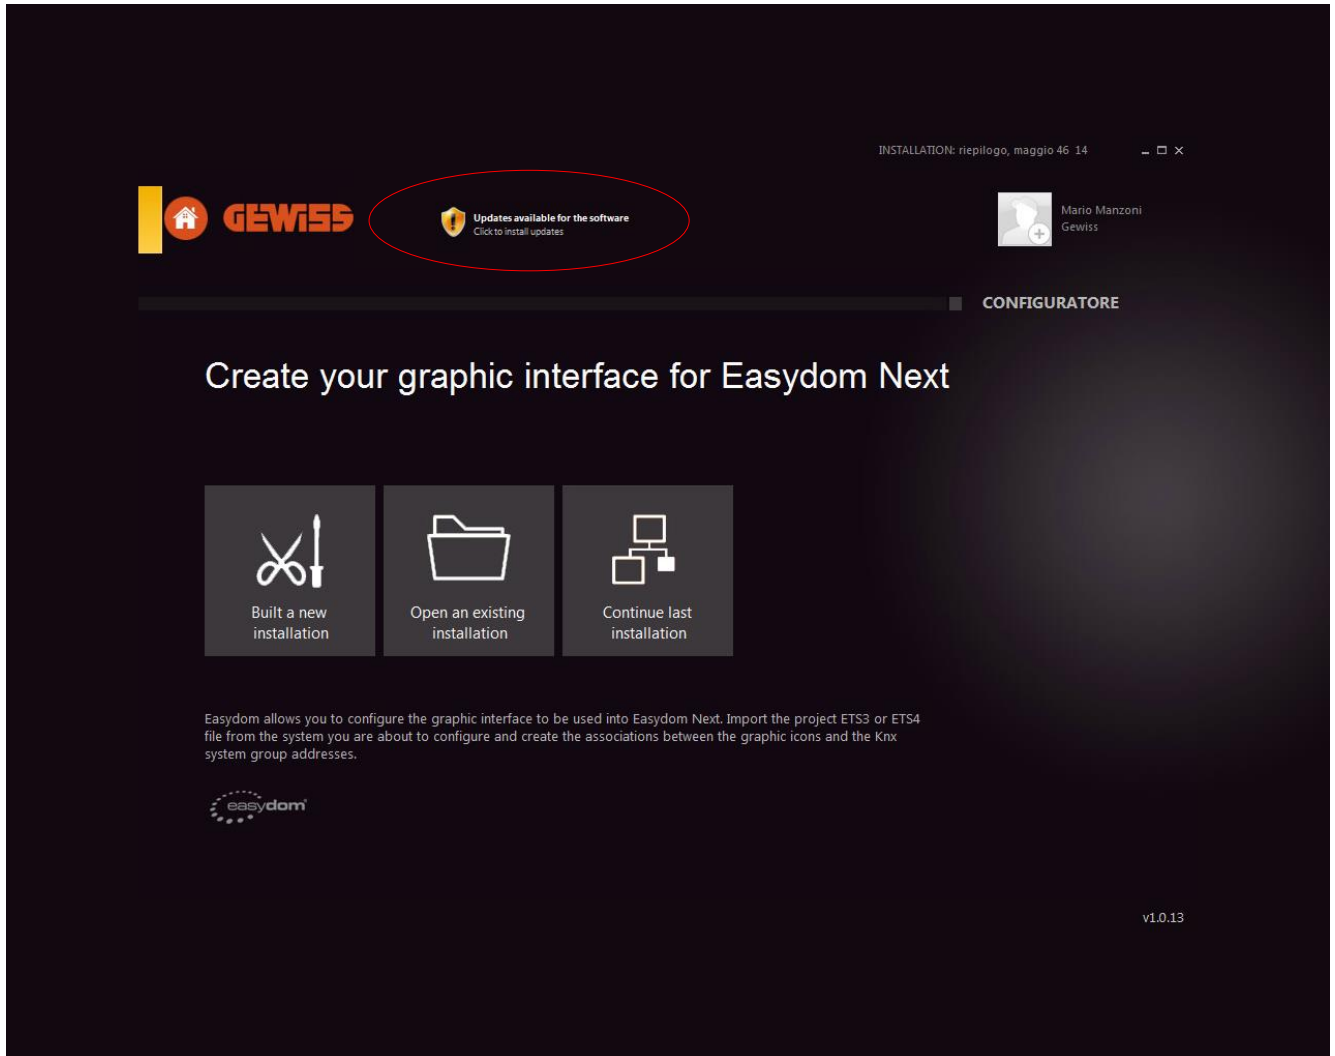 INSTALLATION: riepilogo, maggio 46 14
GEWISS
Updates available for the software
Click to install updates
Mario Manzoni
Gewiss
CONFIGURATORE
Create your graphic interface for Easydom Next
Built a new
installation
Open an existing
installation
Continue last
installation
Easydom allows you to configure the graphic interface to be used into Easydom Next. Import the project ETS3 or ETS4
file from the system you are about to configure and create the associations between the graphic icons and the Knx
system group addresses.
easydom
v1.0.13